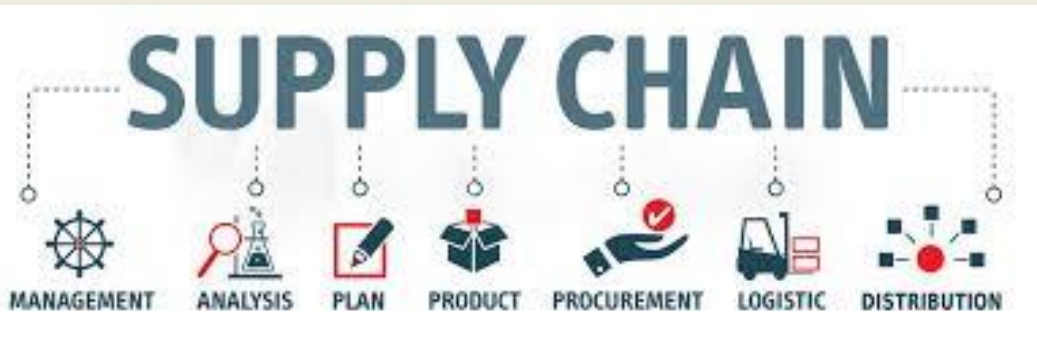 SUPPLY CHAIN
MANAGEMENT ANALYSIS PLAN PRODUCT PROCUREMENT LOGISTIC DISTRIBUTION